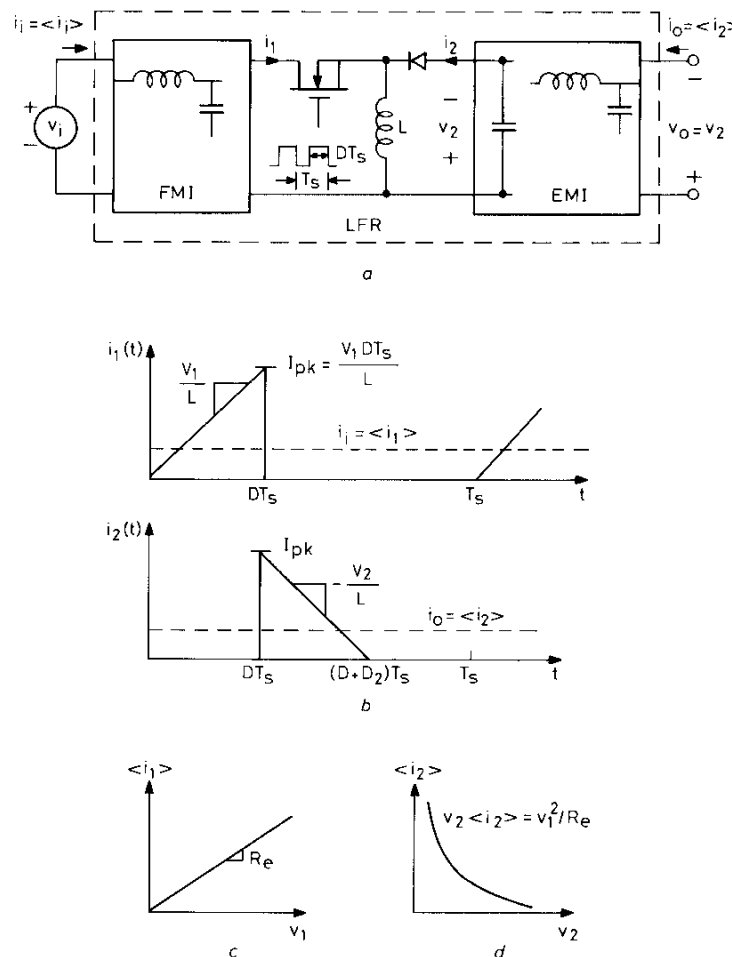 i_i=<i_i>
i_1
i_2
i_o=<i_2>
+
v_i
−
FMI
DT_s
T_s
L
−
v_2
+
EMI
−
v_o=v_2
+
LFR
a
i_1(t)
V_1
L
I_pk = V_1 DT_s
L
i_i=<i_1>
DT_s
T_s
t
i_2(t)
I_pk
− V_2
L
i_o=<i_2>
DT_s
(D+D_2)T_s
T_s
t
b
<i_1>
R_e
v_1
c
<i_2>
v_2<i_2>=v_1^2/R_e
v_2
d